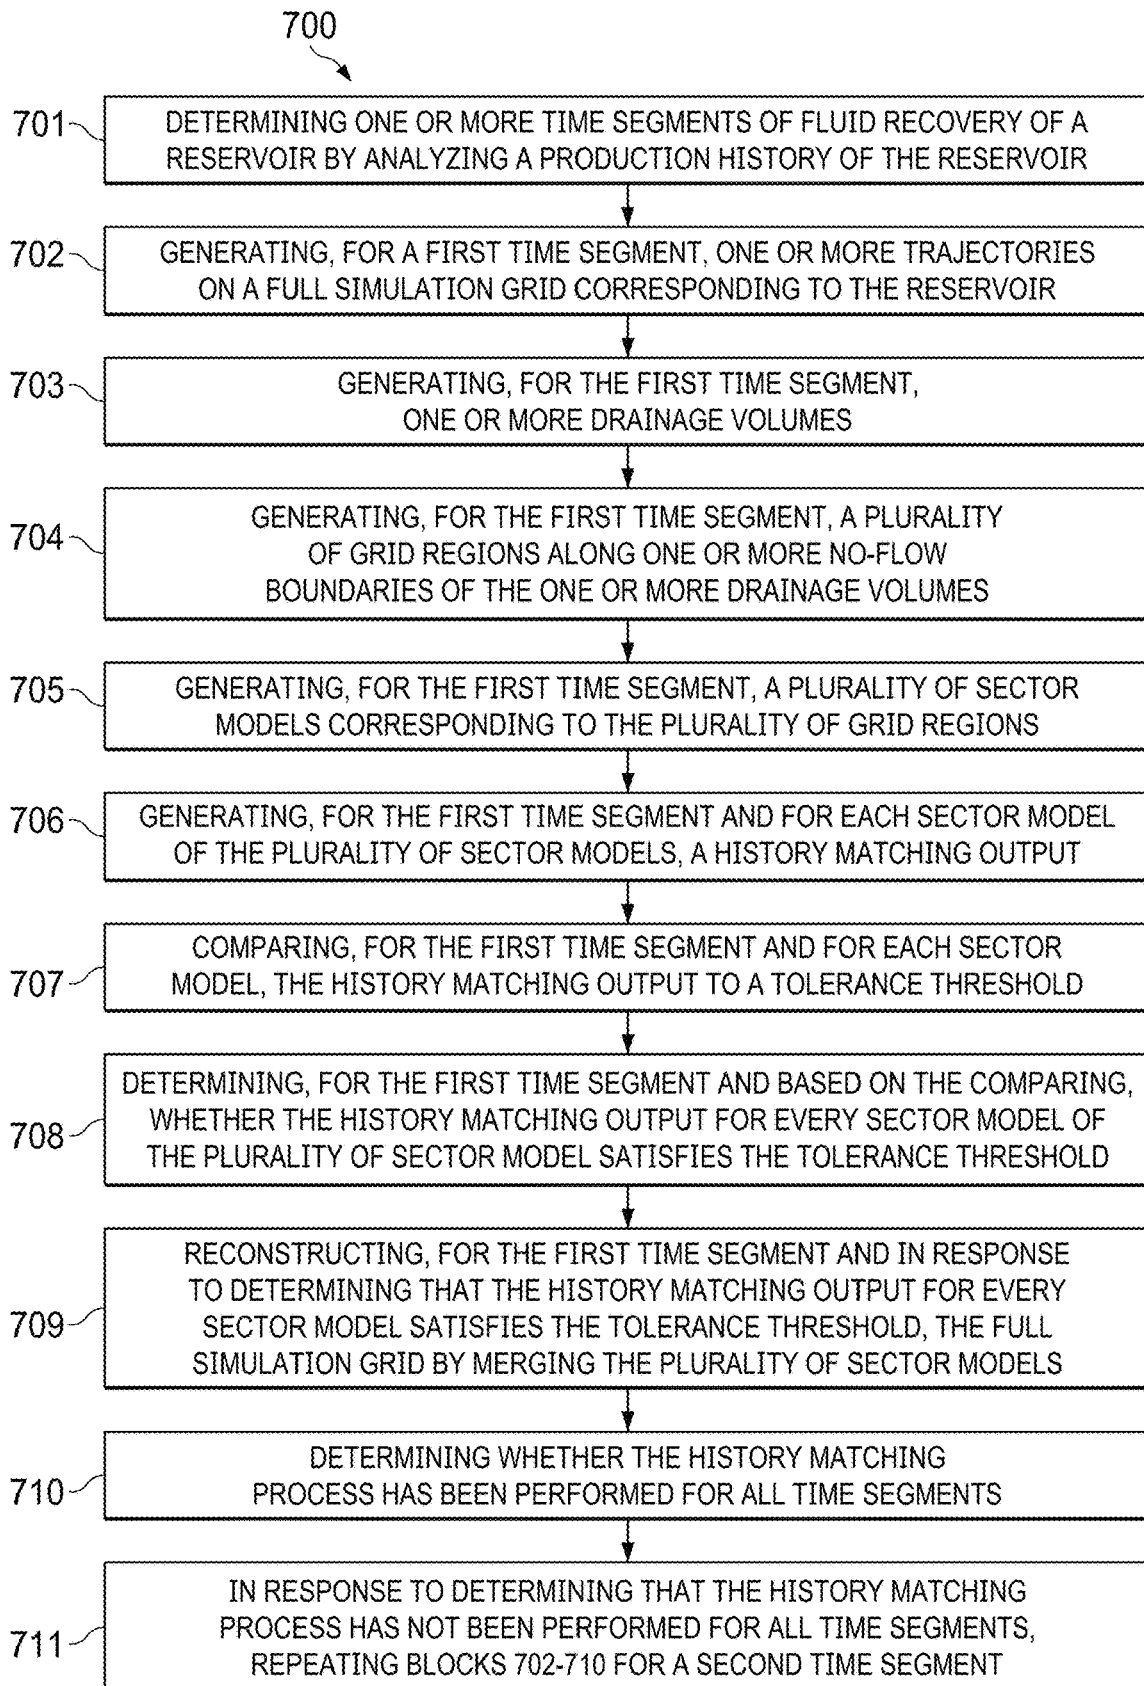 700
701
DETERMINING ONE OR MORE TIME SEGMENTS OF FLUID RECOVERY OF A
RESERVOIR BY ANALYZING A PRODUCTION HISTORY OF THE RESERVOIR
702
GENERATING, FOR A FIRST TIME SEGMENT, ONE OR MORE TRAJECTORIES
ON A FULL SIMULATION GRID CORRESPONDING TO THE RESERVOIR
703
GENERATING, FOR THE FIRST TIME SEGMENT,
ONE OR MORE DRAINAGE VOLUMES
704
GENERATING, FOR THE FIRST TIME SEGMENT, A PLURALITY
OF GRID REGIONS ALONG ONE OR MORE NO-FLOW
BOUNDARIES OF THE ONE OR MORE DRAINAGE VOLUMES
705
GENERATING, FOR THE FIRST TIME SEGMENT, A PLURALITY OF SECTOR
MODELS CORRESPONDING TO THE PLURALITY OF GRID REGIONS
706
GENERATING, FOR THE FIRST TIME SEGMENT AND FOR EACH SECTOR MODEL
OF THE PLURALITY OF SECTOR MODELS, A HISTORY MATCHING OUTPUT
707
COMPARING, FOR THE FIRST TIME SEGMENT AND FOR EACH SECTOR
MODEL, THE HISTORY MATCHING OUTPUT TO A TOLERANCE THRESHOLD
708
DETERMINING, FOR THE FIRST TIME SEGMENT AND BASED ON THE COMPARING,
WHETHER THE HISTORY MATCHING OUTPUT FOR EVERY SECTOR MODEL OF
THE PLURALITY OF SECTOR MODEL SATISFIES THE TOLERANCE THRESHOLD
709
RECONSTRUCTING, FOR THE FIRST TIME SEGMENT AND IN RESPONSE
TO DETERMINING THAT THE HISTORY MATCHING OUTPUT FOR EVERY
SECTOR MODEL SATISFIES THE TOLERANCE THRESHOLD, THE FULL
SIMULATION GRID BY MERGING THE PLURALITY OF SECTOR MODELS
710
DETERMINING WHETHER THE HISTORY MATCHING
PROCESS HAS BEEN PERFORMED FOR ALL TIME SEGMENTS
711
IN RESPONSE TO DETERMINING THAT THE HISTORY MATCHING
PROCESS HAS NOT BEEN PERFORMED FOR ALL TIME SEGMENTS,
REPEATING BLOCKS 702-710 FOR A SECOND TIME SEGMENT